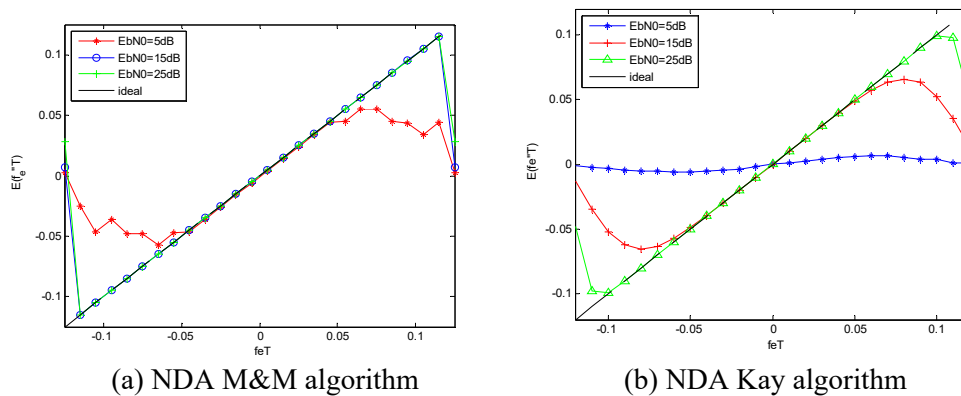 EbN0=5dB
EbN0=15dB
EbN0=25dB
ideal
0.1
0.05
0
-0.05
-0.1
E(f_e*T)
-0.1
-0.05
0
0.05
0.1
feT
(a) NDA M&M algorithm
EbN0=5dB
EbN0=15dB
EbN0=25dB
ideal
0.1
0.05
0
-0.05
-0.1
E(fe*T)
-0.1
-0.05
0
0.05
0.1
feT
(b) NDA Kay algorithm